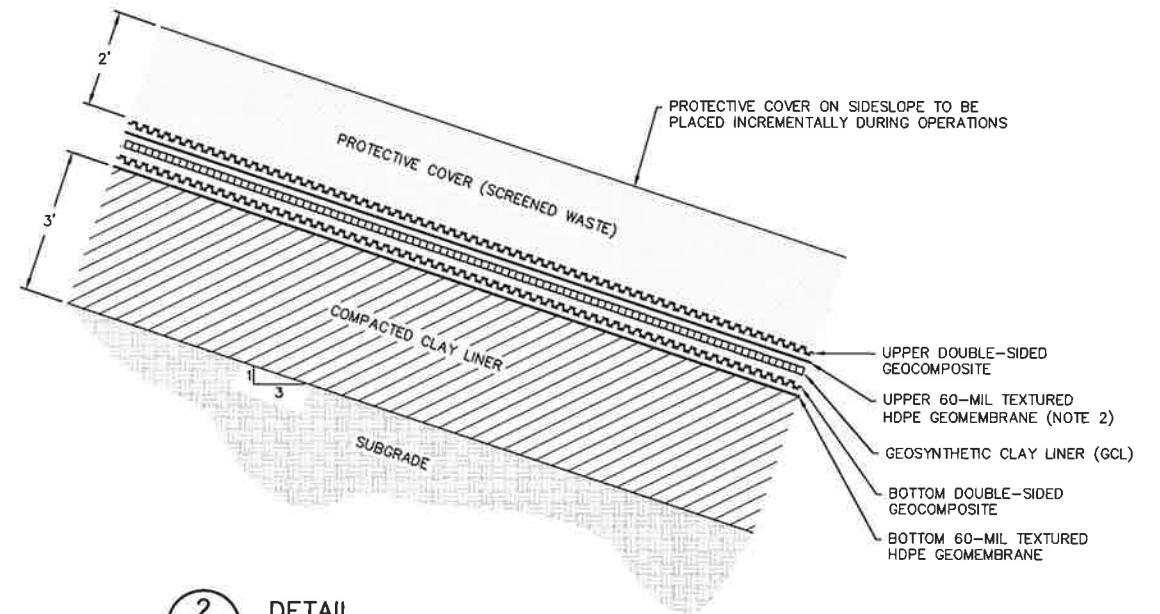 2'
PROTECTIVE COVER ON SIDESLOPE TO BE
PLACED INCREMENTALLY DURING OPERATIONS
PROTECTIVE COVER (SCREENED WASTE)
3'
COMPACTED CLAY LINER
1
3
SUBGRADE
UPPER DOUBLE-SIDED
GEOCOMPOSITE
UPPER 60-MIL TEXTURED
HDPE GEOMEMBRANE (NOTE 2)
GEOSYNTHETIC CLAY LINER (GCL)
BOTTOM DOUBLE-SIDED
GEOCOMPOSITE
BOTTOM 60-MIL TEXTURED
HDPE GEOMEMBRANE
2 DETAIL